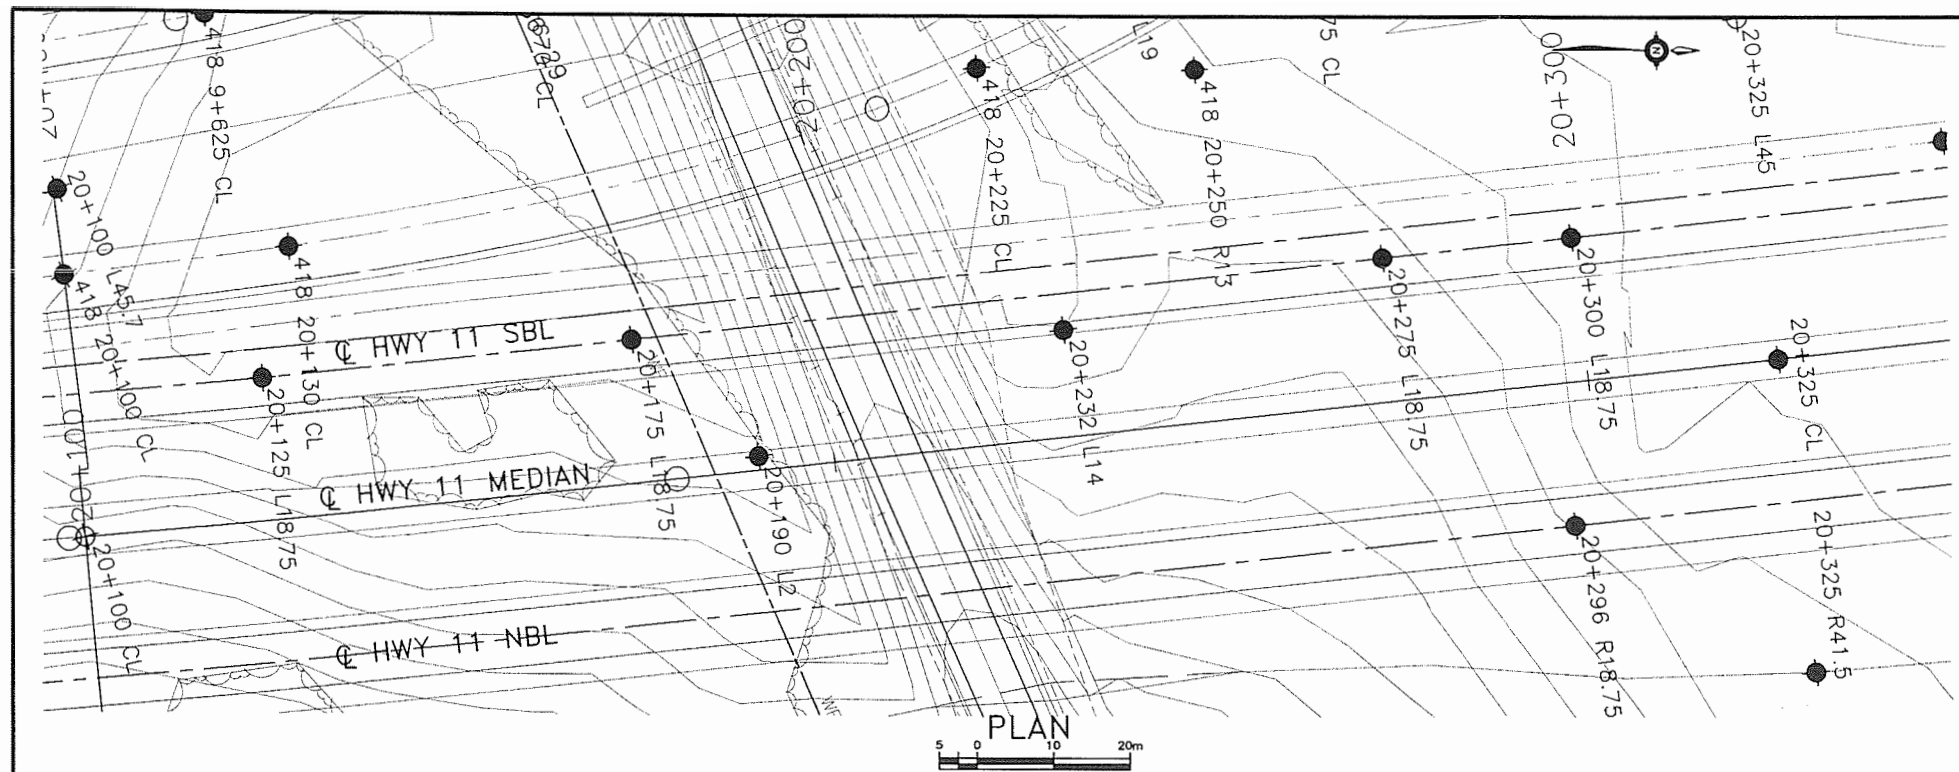 418 9+625 CL
20+200
L19
75 CL
20+300
20+325 L45
N
418 20+225 CL
418 20+250 R13
20+100 L45.7
418 20+100 CL
418 20+130 CL
20+125 L18.75
℄ HWY 11 SBL
20+175 L18.75
20+232 L14
20+275 L18.75
20+300 L18.75
20+325 CL
℄ HWY 11 MEDIAN
20+190 L2
20+100
20+100 CL
20+296 R18.75
20+325 R41.5
℄ HWY 11 NBL
PLAN
5 0 10 20m